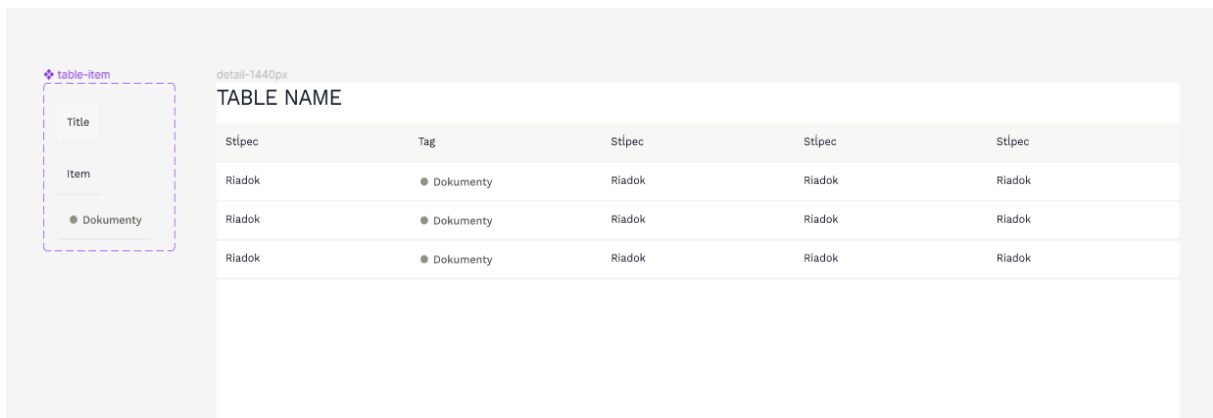 table-item
Title
Item
Dokumenty
detail-1440px
TABLE NAME
Stĺpec Tag Stĺpec Stĺpec Stĺpec
Riadok Dokumenty Riadok Riadok Riadok
Riadok Dokumenty Riadok Riadok Riadok
Riadok Dokumenty Riadok Riadok Riadok